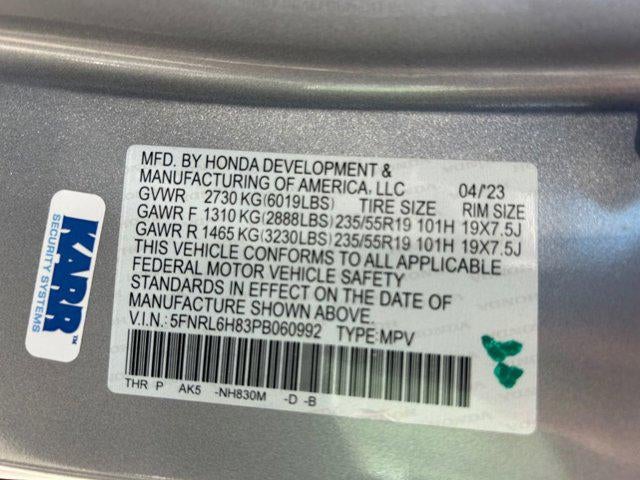 MFD. BY HONDA DEVELOPMENT &
MANUFACTURING OF AMERICA, LLC 04/'23
GVWR 2730 KG(6019LBS) TIRE SIZE RIM SIZE
GAWR F 1310 KG(2888LBS)235/55R19 101H 19X7.5J
GAWR R 1465 KG(3230LBS)235/55R19 101H 19X7.5J
THIS VEHICLE CONFORMS TO ALL APPLICABLE
FEDERAL MOTOR VEHICLE SAFETY
STANDARDS IN EFFECT ON THE DATE OF
MANUFACTURE SHOWN ABOVE.
V.I.N.: 5FNRL6H83PB060992 TYPE:MPV
THR P AK5 -NH830M -D -B
KARR™
SECURITY SYSTEMS